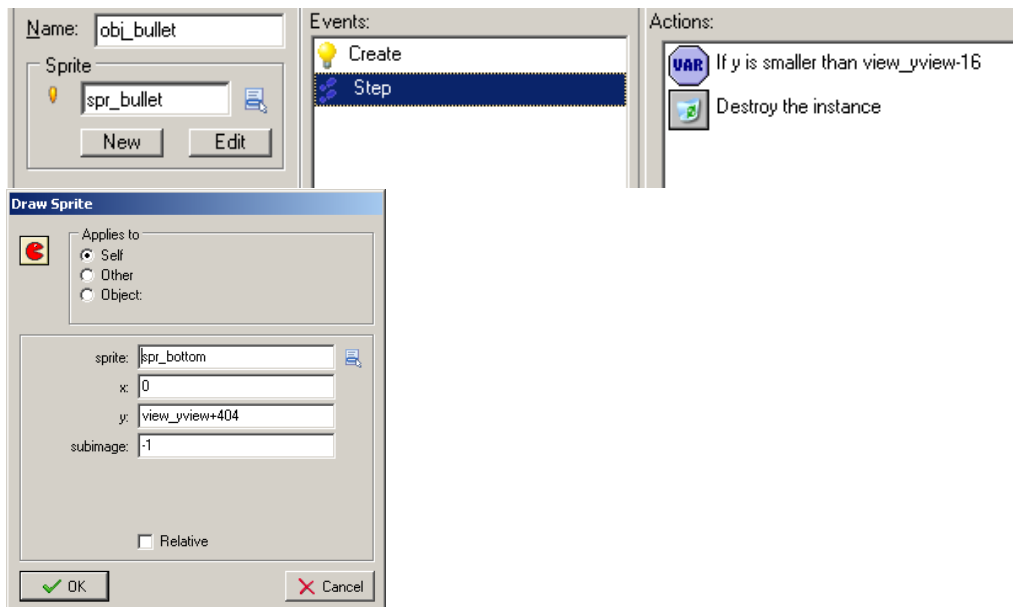 Name: obj_bullet
Sprite
spr_bullet
New Edit
Events:
Create
Step
Actions:
VAR If y is smaller than view_yview-16
Destroy the instance
Draw Sprite
Applies to
Self
Other
Object:
sprite: spr_bottom
x: 0
y: view_yview+404
subimage: -1
Relative
OK Cancel